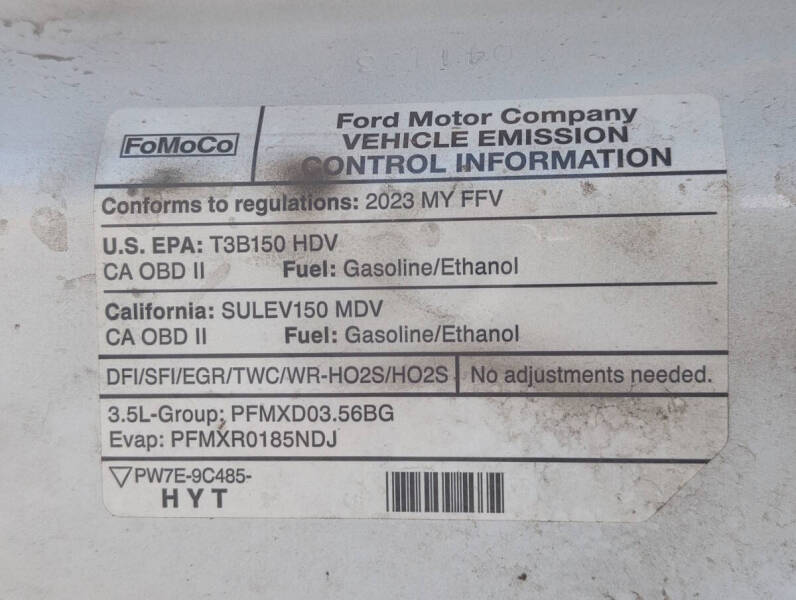 FoMoCo
Ford Motor Company
VEHICLE EMISSION
CONTROL INFORMATION
Conforms to regulations: 2023 MY FFV
U.S. EPA: T3B150 HDV
CA OBD II Fuel: Gasoline/Ethanol
California: SULEV150 MDV
CA OBD II Fuel: Gasoline/Ethanol
DFI/SFI/EGR/TWC/WR-HO2S/HO2S No adjustments needed.
3.5L-Group: PFMXD03.56BG
Evap: PFMXR0185NDJ
PW7E-9C485-
HYT